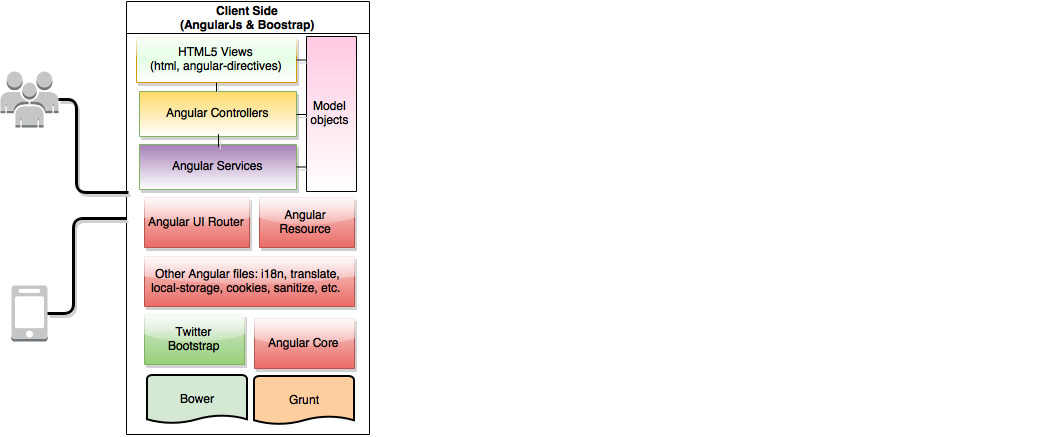 Client Side
(AngularJs & Boostrap)
HTML5 Views
(html, angular-directives)
Model
objects
Angular Controllers
Angular Services
Angular UI Router
Angular
Resource
Other Angular files: i18n, translate,
local-storage, cookies, sanitize, etc.
Twitter
Bootstrap
Angular Core
Bower
Grunt